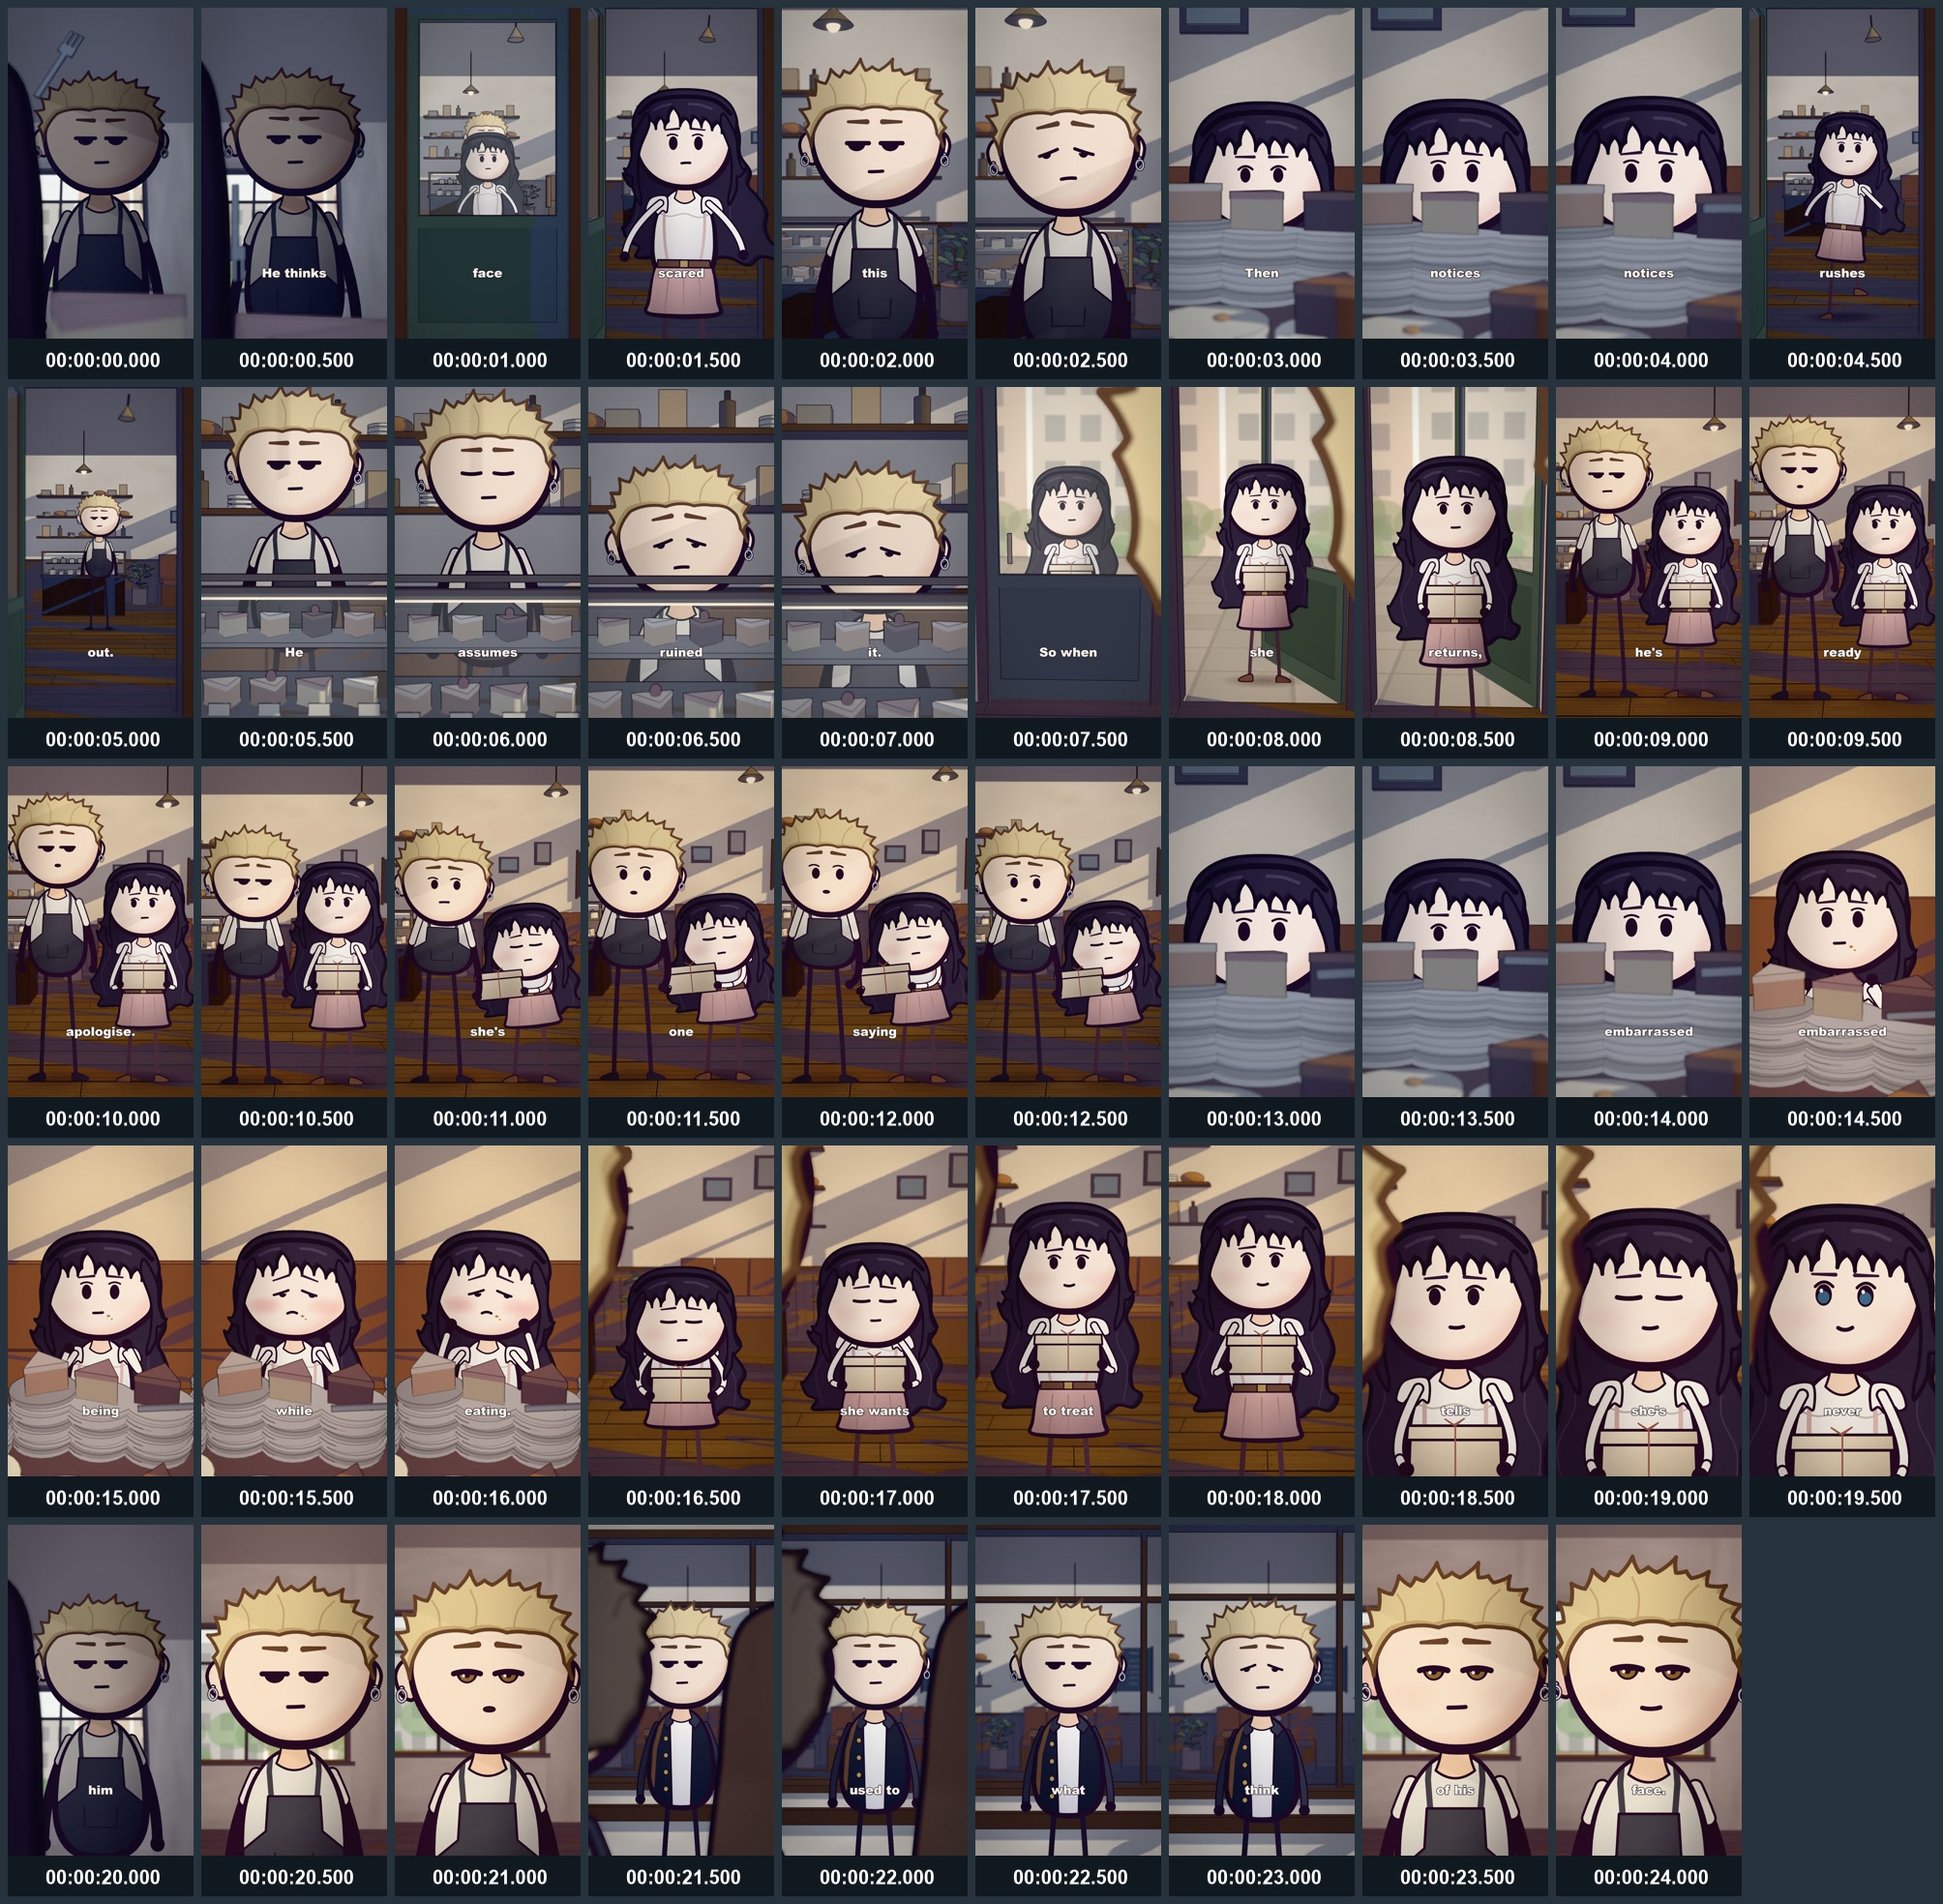 00:00:00.000
He thinks
00:00:00.500
face
00:00:01.000
scared
00:00:01.500
this
00:00:02.000
00:00:02.500
Then
00:00:03.000
notices
00:00:03.500
notices
00:00:04.000
rushes
00:00:04.500
out.
00:00:05.000
He
00:00:05.500
assumes
00:00:06.000
ruined
00:00:06.500
it.
00:00:07.000
So when
00:00:07.500
she
00:00:08.000
returns,
00:00:08.500
he's
00:00:09.000
ready
00:00:09.500
apologise.
00:00:10.000
00:00:10.500
she's
00:00:11.000
one
00:00:11.500
saying
00:00:12.000
00:00:12.500
00:00:13.000
00:00:13.500
embarrassed
00:00:14.000
embarrassed
00:00:14.500
being
00:00:15.000
while
00:00:15.500
eating.
00:00:16.000
00:00:16.500
she wants
00:00:17.000
to treat
00:00:17.500
00:00:18.000
tells
00:00:18.500
she's
00:00:19.000
never
00:00:19.500
him
00:00:20.000
00:00:20.500
00:00:21.000
00:00:21.500
used to
00:00:22.000
what
00:00:22.500
think
00:00:23.000
of his
00:00:23.500
face.
00:00:24.000